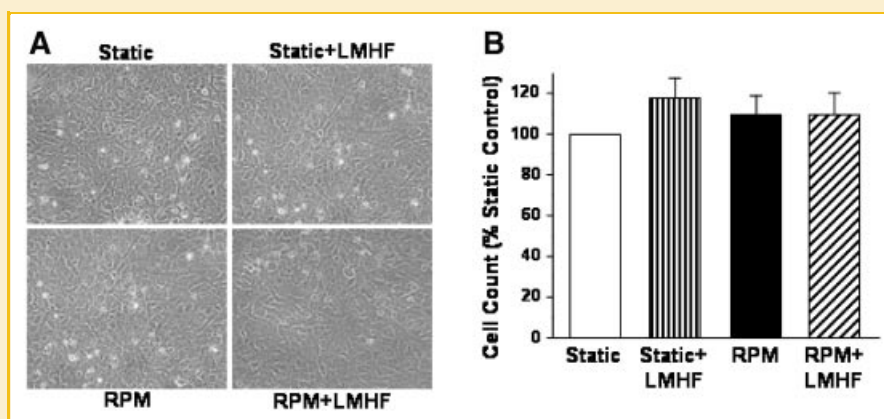 A
Static
Static+LMHF
RPM
RPM+LMHF
B
Cell Count (% Static Control)
120
100
80
60
40
20
0
Static
Static+
LMHF
RPM
RPM+
LMHF